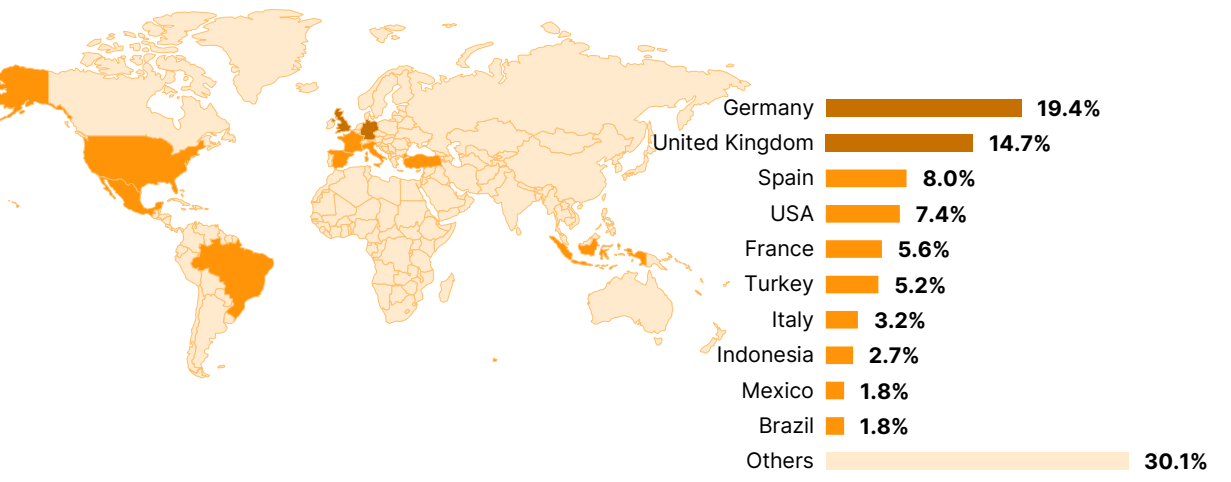 Germany 19.4%
United Kingdom 14.7%
Spain 8.0%
USA 7.4%
France 5.6%
Turkey 5.2%
Italy 3.2%
Indonesia 2.7%
Mexico 1.8%
Brazil 1.8%
Others 30.1%